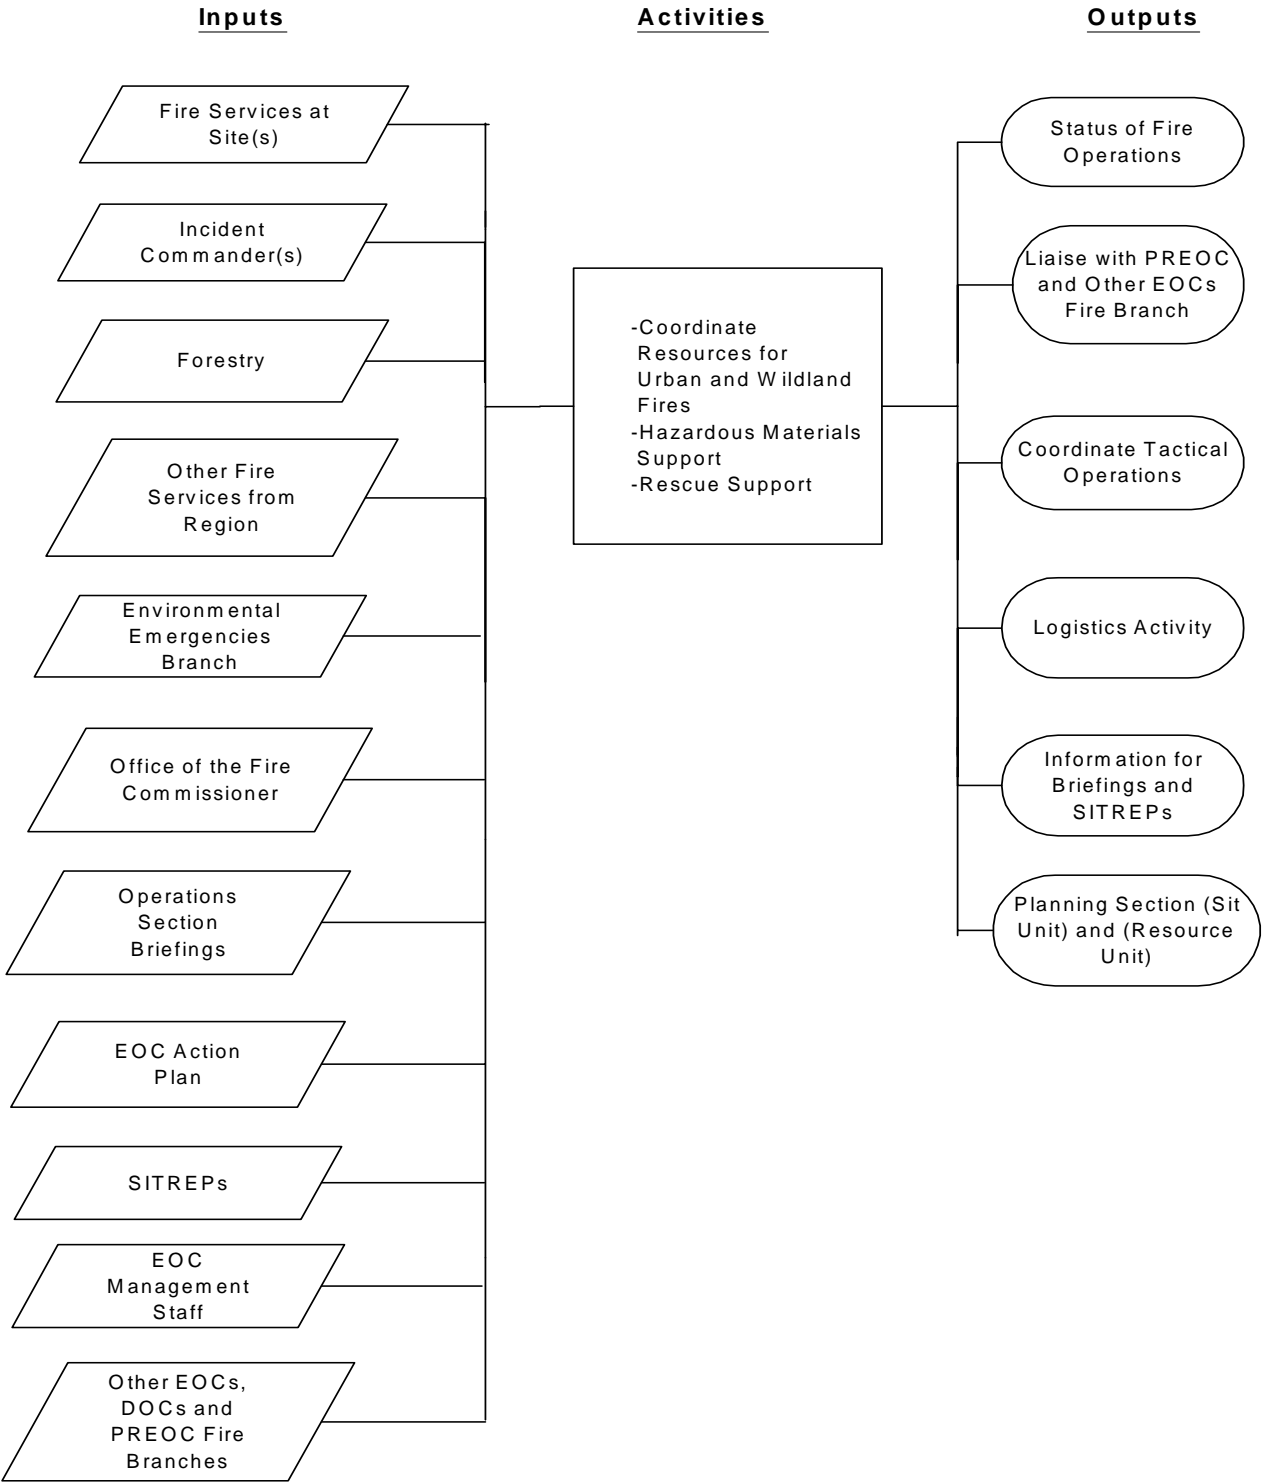 Inputs
Activities
Outputs
Fire Services at
Site(s)
Incident
Commander(s)
Forestry
Other Fire
Services from
Region
Environmental
Emergencies
Branch
Office of the Fire
Commissioner
Operations
Section
Briefings
EOC Action
Plan
SITREPs
EOC
Management
Staff
Other EOCs,
DOCs and
PREOC Fire
Branches
-Coordinate
Resources for
Urban and Wildland
Fires
-Hazardous Materials
Support
-Rescue Support
Status of Fire
Operations
Liaise with PREOC
and Other EOCs
Fire Branch
Coordinate Tactical
Operations
Logistics Activity
Information for
Briefings and
SITREPs
Planning Section (Sit
Unit) and (Resource
Unit)